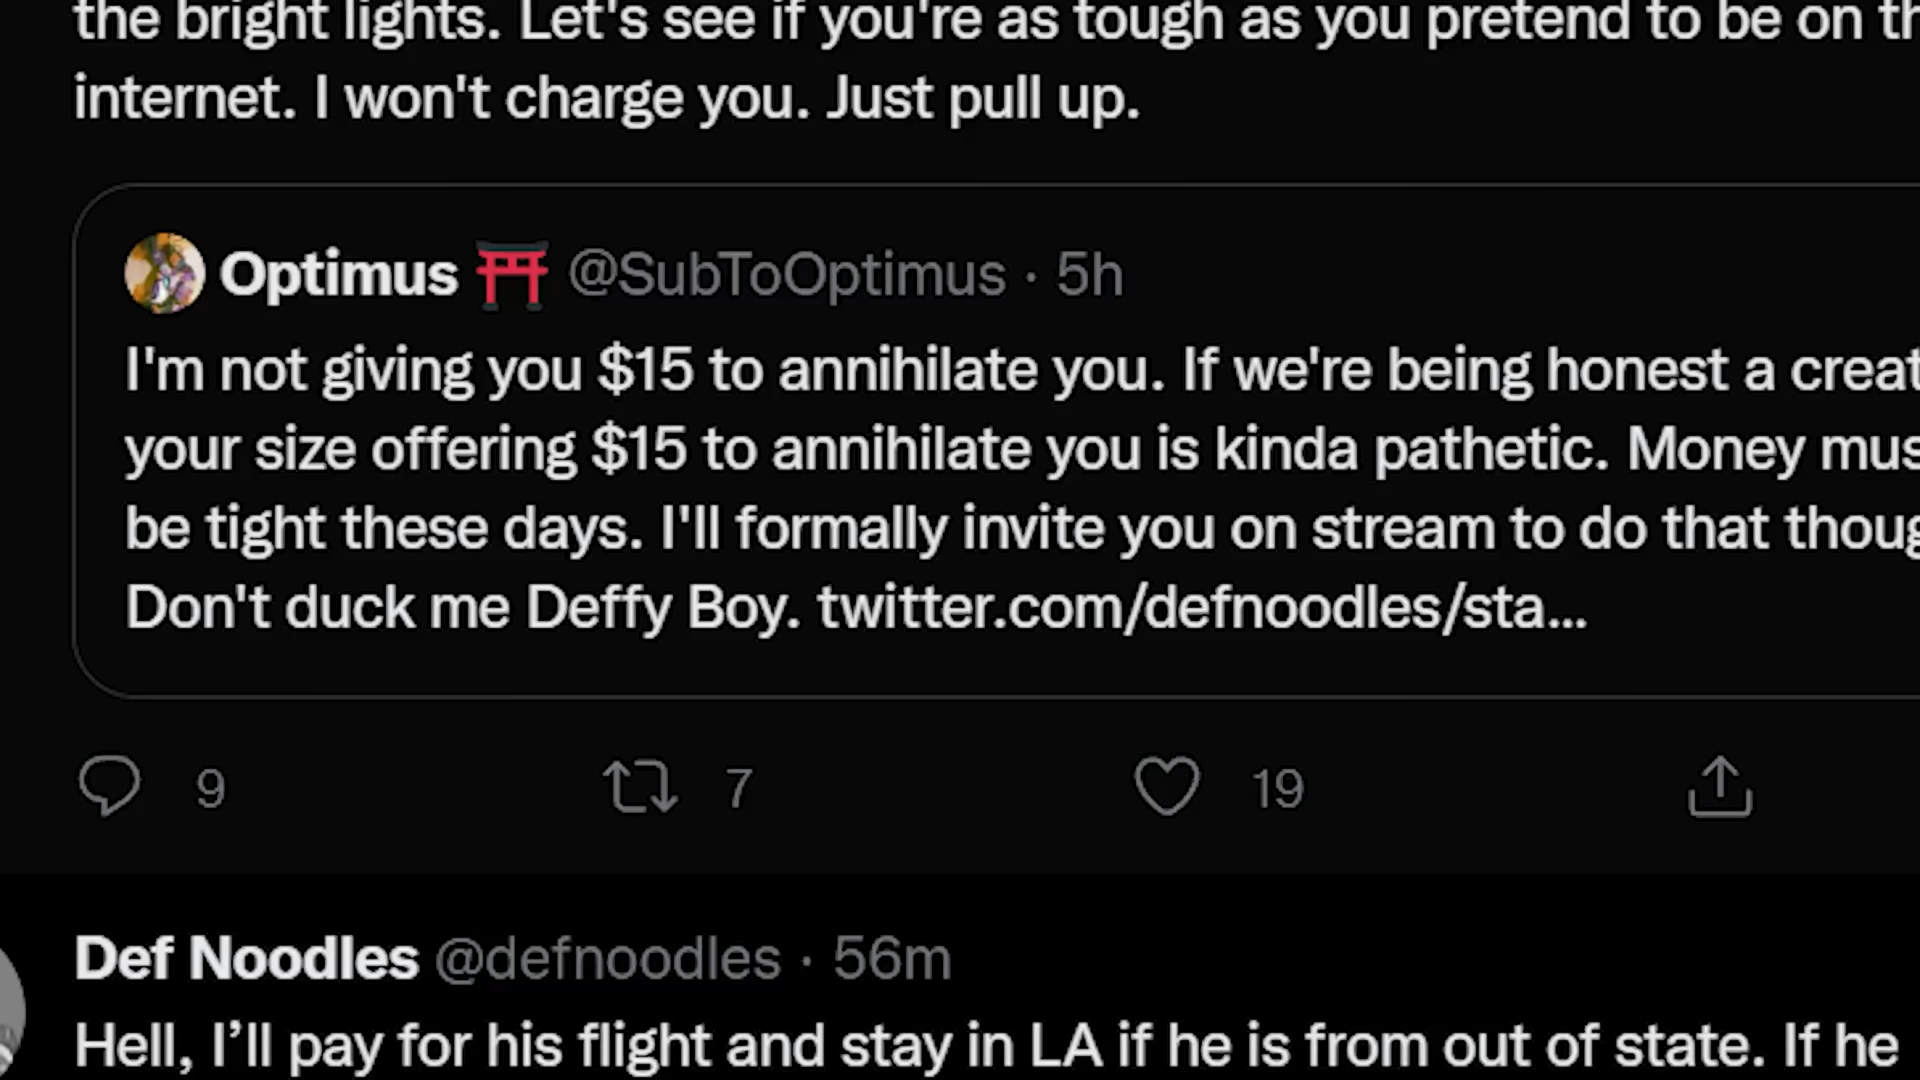 the bright lights. Let's see if you're as tough as you pretend to be on
internet. I won't charge you. Just pull up.
Optimus @SubToOptimus · 5h
I'm not giving you $15 to annihilate you. If we're being honest a
your size offering $15 to annihilate you is kinda pathetic. Money
be tight these days. I'll formally invite you on stream to do that
Don't duck me Deffy Boy. twitter.com/defnoodles/sta...
9 7 19
Def Noodles @defnoodles · 56m
Hell, I’ll pay for his flight and stay in LA if he is from out of state. If he